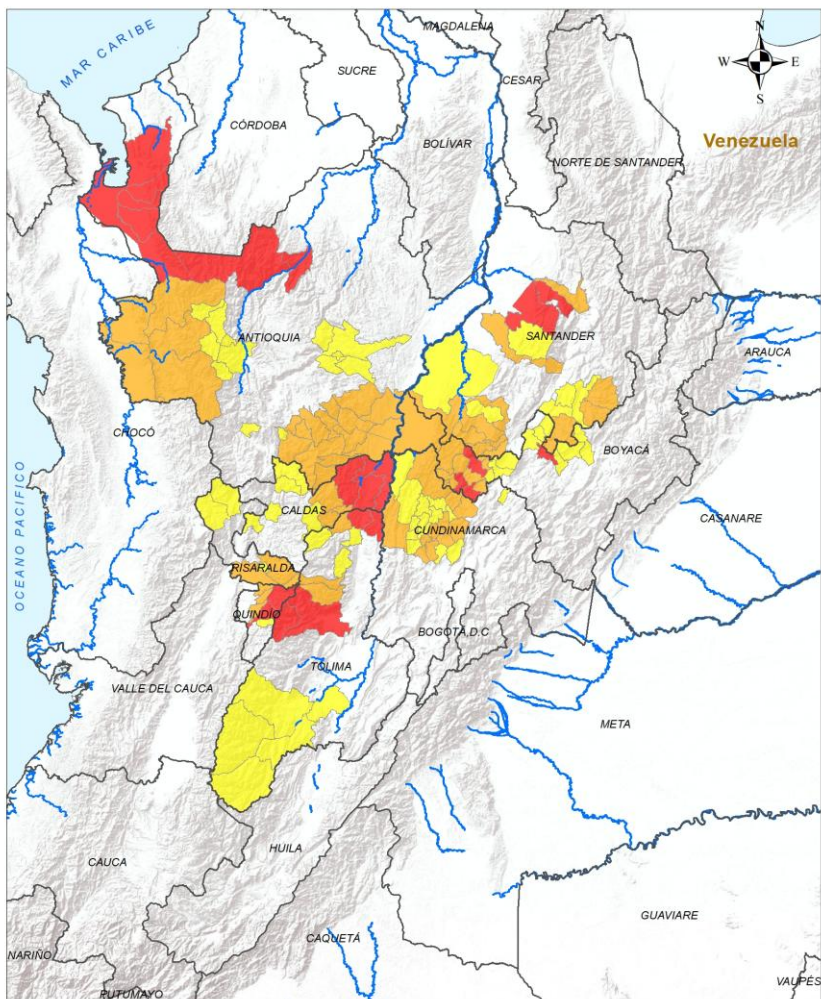 MAGDALENA
N
MAR CARIBE
SUCRE
CESAR
W E
S
CÓRDOBA
BOLÍVAR
Venezuela
NORTE DE SANTANDER
ANTIOQUIA
SANTANDER
ARAUCA
CHOCÓ
BOYACÁ
CALDAS
CASANARE
CUNDINAMARCA
OCEANO PACIFICO
RISARALDA
QUINDÍO
BOGOTÁ,D.C
TOLIMA
VALLE DEL CAUCA
META
HUILA
CAUCA
GUAVIARE
CAQUETÁ
NARIÑO
VAUPÉS
PUTUMAYO